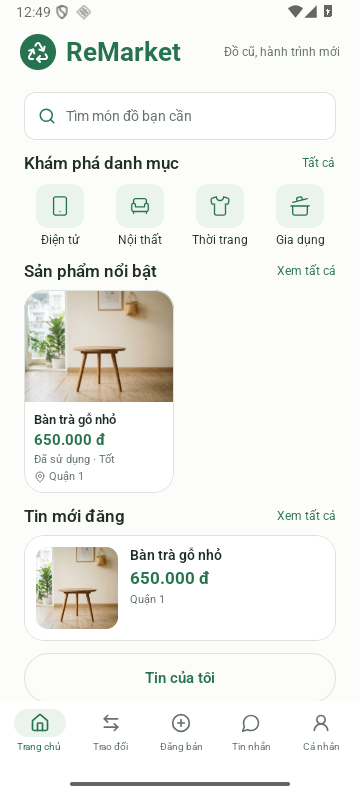 12:49
ReMarket
Đồ cũ, hành trình mới
Tìm món đồ bạn cần
Khám phá danh mục
Tất cả
Điện tử
Nội thất
Thời trang
Gia dụng
Sản phẩm nổi bật
Xem tất cả
Bàn trà gỗ nhỏ
650.000 đ
Đã sử dụng · Tốt
Quận 1
Tin mới đăng
Xem tất cả
Bàn trà gỗ nhỏ
650.000 đ
Quận 1
Tin của tôi
Trang chủ
Trao đổi
Đăng bán
Tin nhắn
Cá nhân